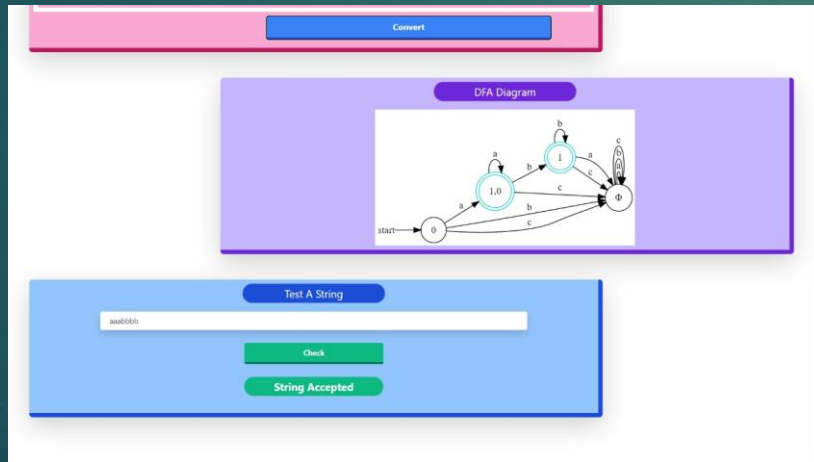 Convert
DFA Diagram
b
a
1
a
b
c
c
b
a
1,0
c
Φ
a
b
start
0
c
Test A String
aaabbbb
Check
String Accepted